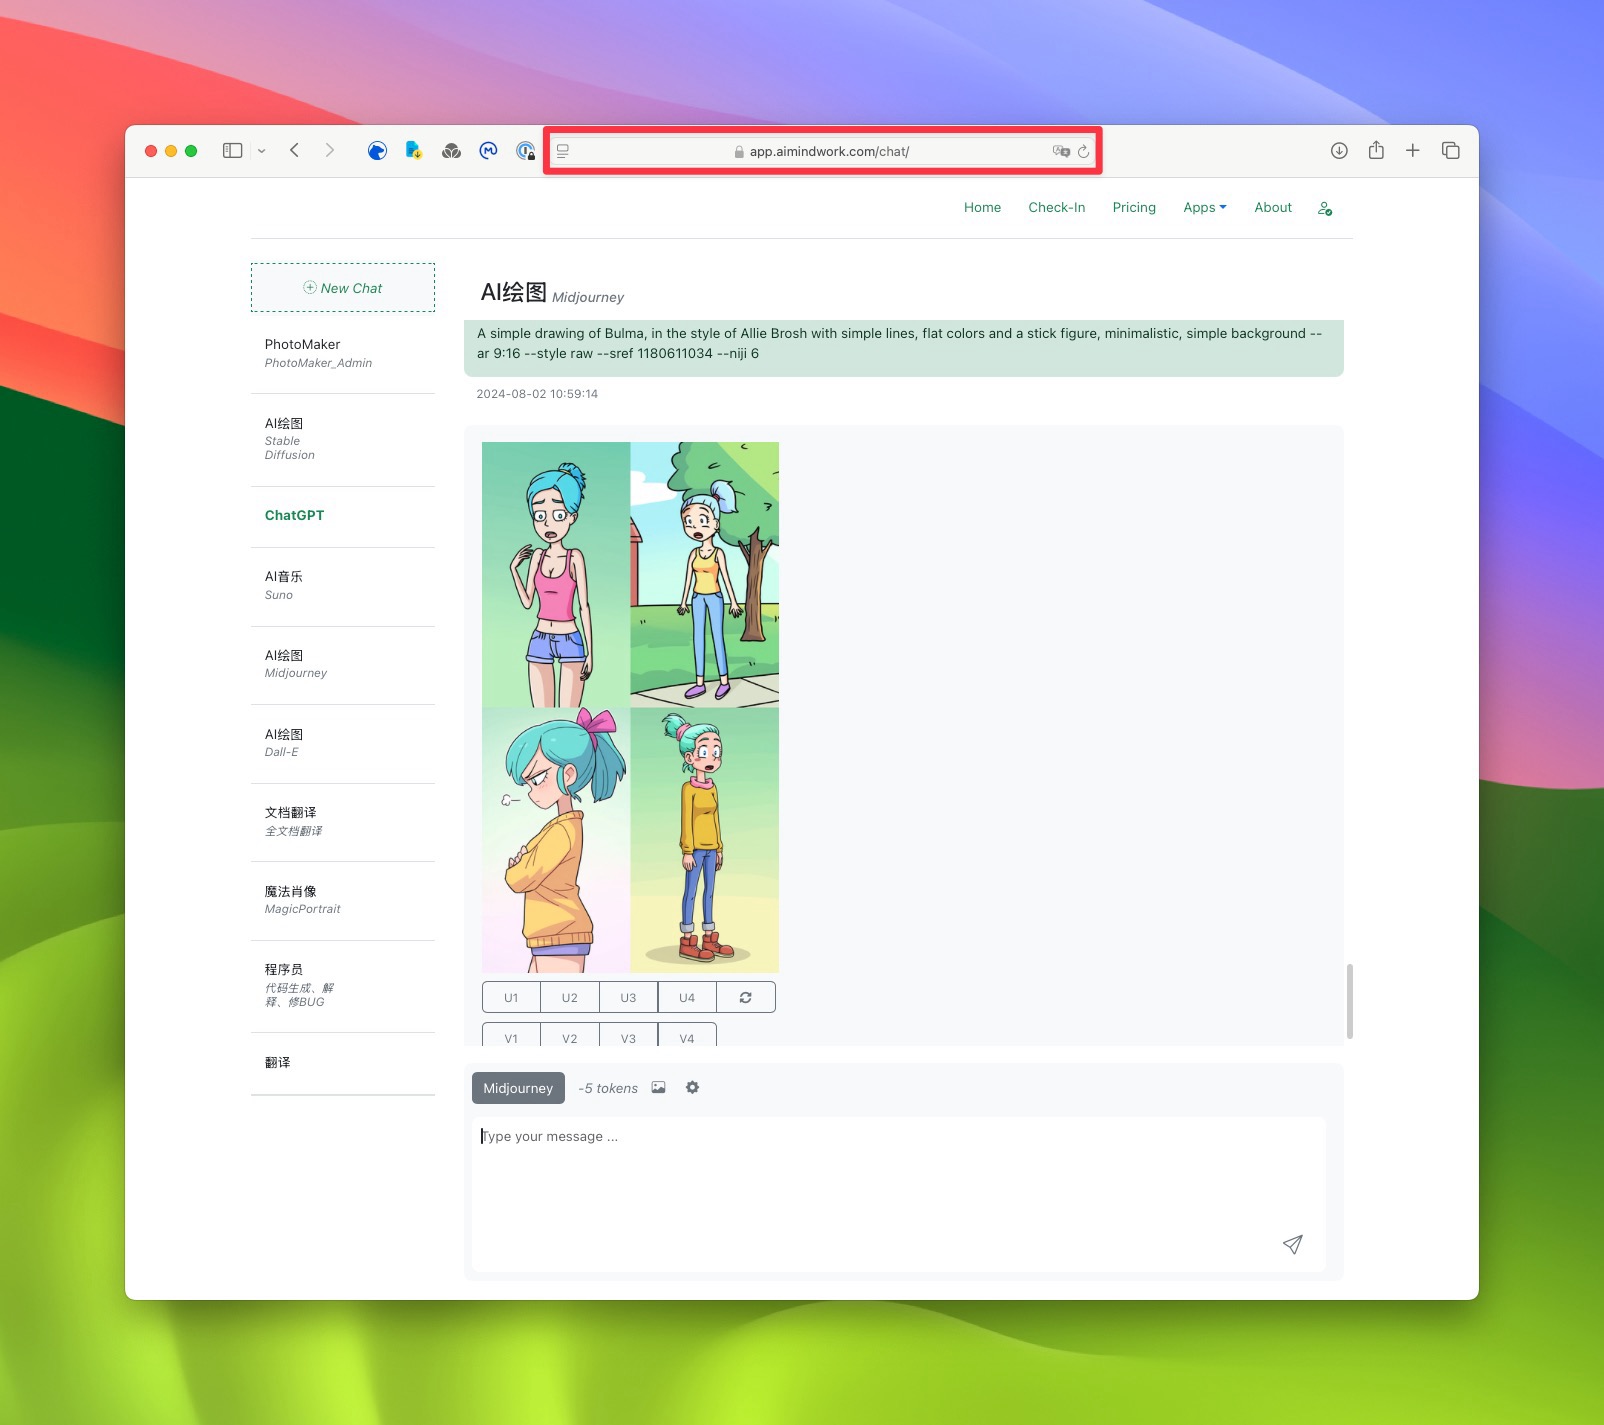 app.aimindwork.com/chat/
Home Check-In Pricing Apps About
New Chat
PhotoMaker
PhotoMaker_Admin
AI绘图
Stable
Diffusion
ChatGPT
AI音乐
Suno
AI绘图
Midjourney
AI绘图
Dall-E
文档翻译
全文档翻译
魔法肖像
MagicPortrait
程序员
代码生成、解
释、修BUG
翻译
AI绘图 Midjourney
A simple drawing of Bulma, in the style of Allie Brosh with simple lines, flat colors and a stick figure, minimalistic, simple background --
ar 9:16 --style raw --sref 1180611034 --niji 6
2024-08-02 10:59:14
U1 U2 U3 U4
V1 V2 V3 V4
Midjourney -5 tokens
Type your message ...